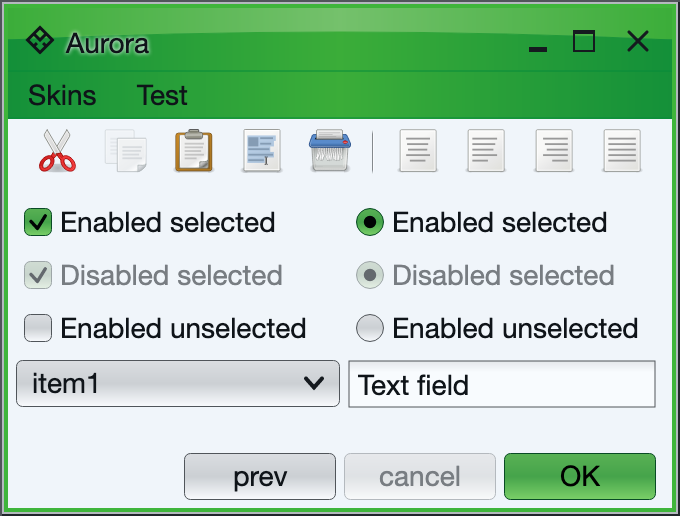 Aurora
Skins Test
Enabled selected Enabled selected
Disabled selected Disabled selected
Enabled unselected Enabled unselected
item1 Text field
prev cancel OK